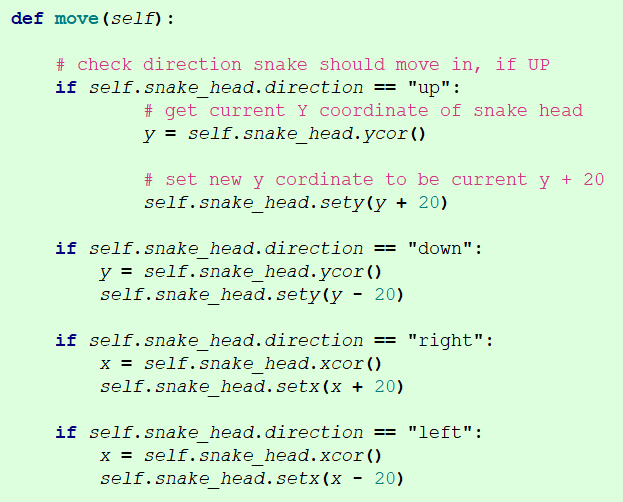 def move(self):
    # check direction snake should move in, if UP
    if self.snake_head.direction == "up":
            # get current Y coordinate of snake head
            y = self.snake_head.ycor()
            # set new y cordinate to be current y + 20
            self.snake_head.sety(y + 20)
    if self.snake_head.direction == "down":
        y = self.snake_head.ycor()
        self.snake_head.sety(y - 20)
    if self.snake_head.direction == "right":
        x = self.snake_head.xcor()
        self.snake_head.setx(x + 20)
    if self.snake_head.direction == "left":
        x = self.snake_head.xcor()
        self.snake_head.setx(x - 20)